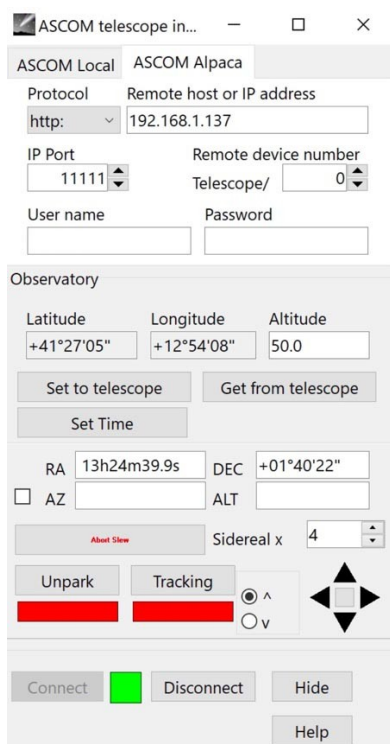 ASCOM telescope in...
ASCOM Local ASCOM Alpaca
Protocol Remote host or IP address
http: 192.168.1.137
IP Port Remote device number
11111 Telescope/ 0
User name Password
Observatory
Latitude Longitude Altitude
+41°27'05" +12°54'08" 50.0
Set to telescope Get from telescope
Set Time
RA 13h24m39.9s DEC +01°40'22"
AZ ALT
Abort Slew Sidereal x 4
Unpark Tracking
^
v
Connect Disconnect Hide
Help